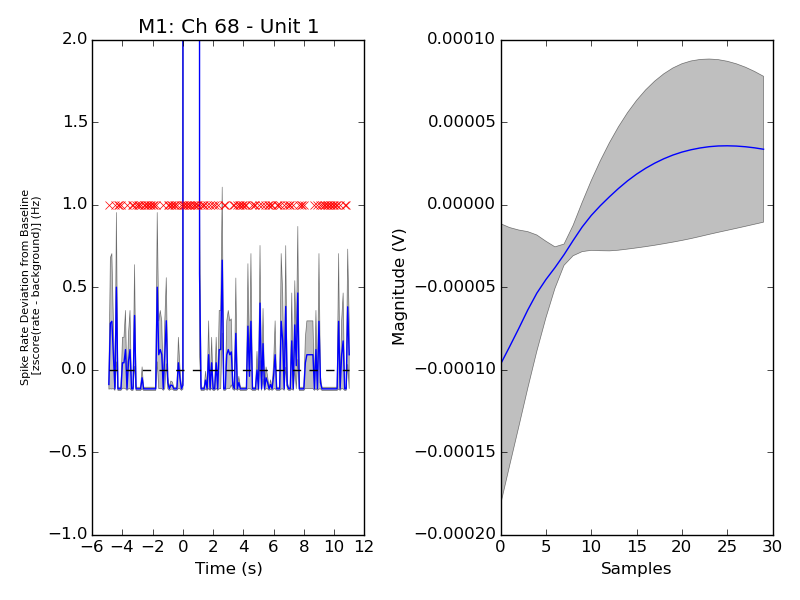 M1: Ch 68 - Unit 1
2.0
1.5
1.0
0.5
0.0
−0.5
−1.0
−6 −4 −2 0 2 4 6 8 10 12
Time (s)
Spike Rate Deviation from Baseline
[zscore(rate - background)] (Hz)
0.00010
0.00005
0.00000
−0.00005
−0.00010
−0.00015
−0.00020
0 5 10 15 20 25 30
Samples
Magnitude (V)